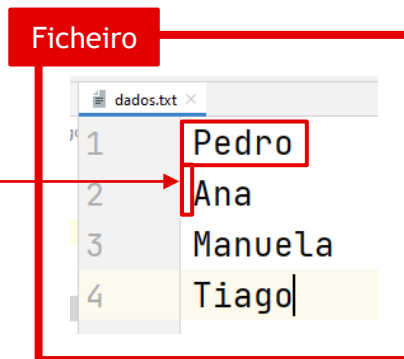 Ficheiro
dados.txt
1 Pedro
2 Ana
3 Manuela
4 Tiago